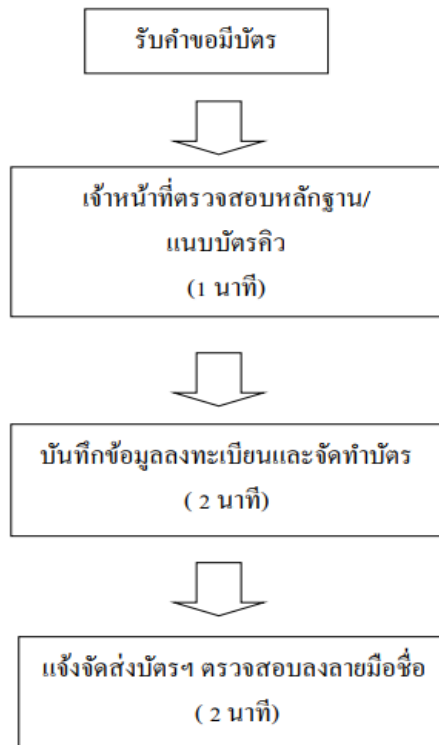 รับคำขอมีบัตร
เจ้าหน้าที่ตรวจสอบหลักฐาน/
แนบบัตรคิว
(1 นาที)
บันทึกข้อมูลลงทะเบียนและจัดทำบัตร
( 2 นาที)
แจ้งจัดส่งบัตรฯ ตรวจสอบลงลายมือชื่อ
( 2 นาที)